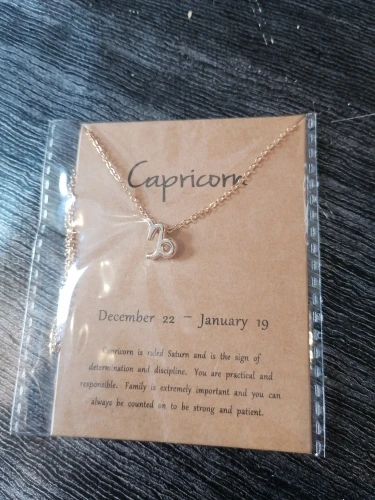 Capricorn
December 22 – January 19
Capricorn is ruled Saturn and is the sign of
determination and discipline. You are practical and
responsible. Family is extremely important and you can
always be counted on to be strong and patient.